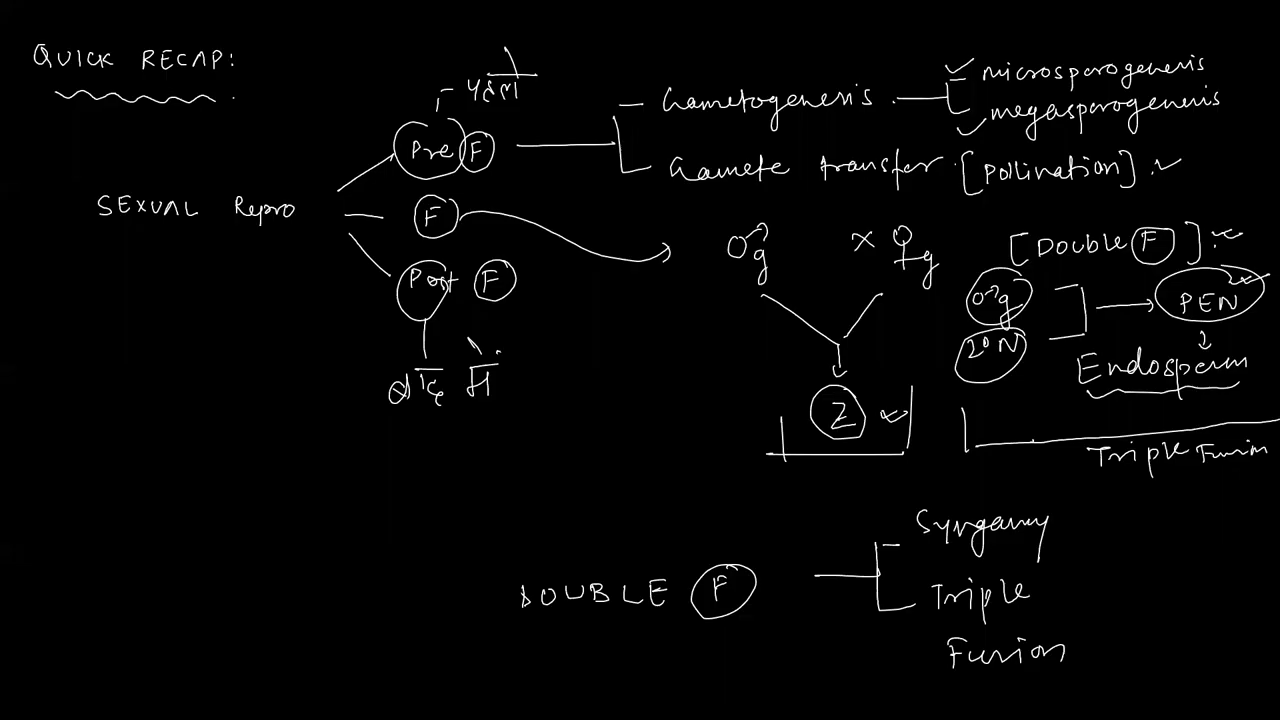 QUICK RECAP:
पहले
Gametogenesis
microsporogenesis
megasporogenesis
Pre F
Gamete transfer [Pollination]
SEXUAL Repro
F
Post F
बाद में
♂g × ♀g
[Double F]
♂g
2°N
PEN
Endosperm
Z
Triple Fusion
DOUBLE F
Syngamy
Triple
Fusion